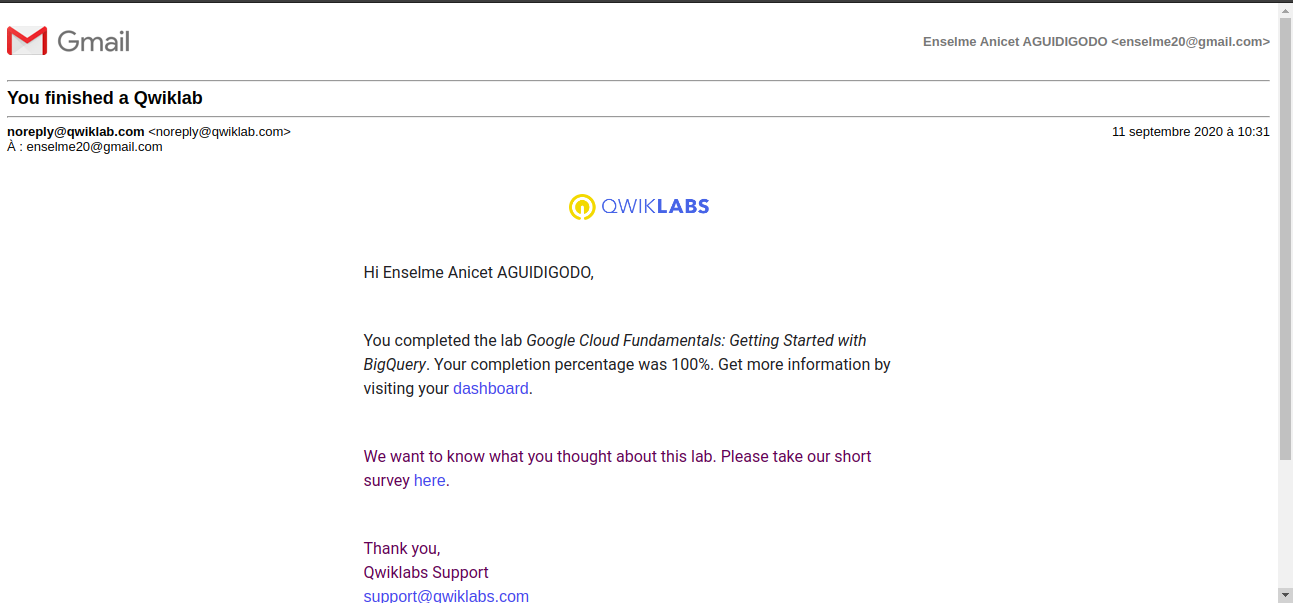 Gmail
Enselme Anicet AGUIDIGODO <enselme20@gmail.com>
You finished a Qwiklab
noreply@qwiklab.com <noreply@qwiklab.com>
11 septembre 2020 à 10:31
À : enselme20@gmail.com
QWIKLABS
Hi Enselme Anicet AGUIDIGODO,
You completed the lab Google Cloud Fundamentals: Getting Started with
BigQuery. Your completion percentage was 100%. Get more information by
visiting your dashboard.
We want to know what you thought about this lab. Please take our short
survey here.
Thank you,
Qwiklabs Support
support@qwiklabs.com